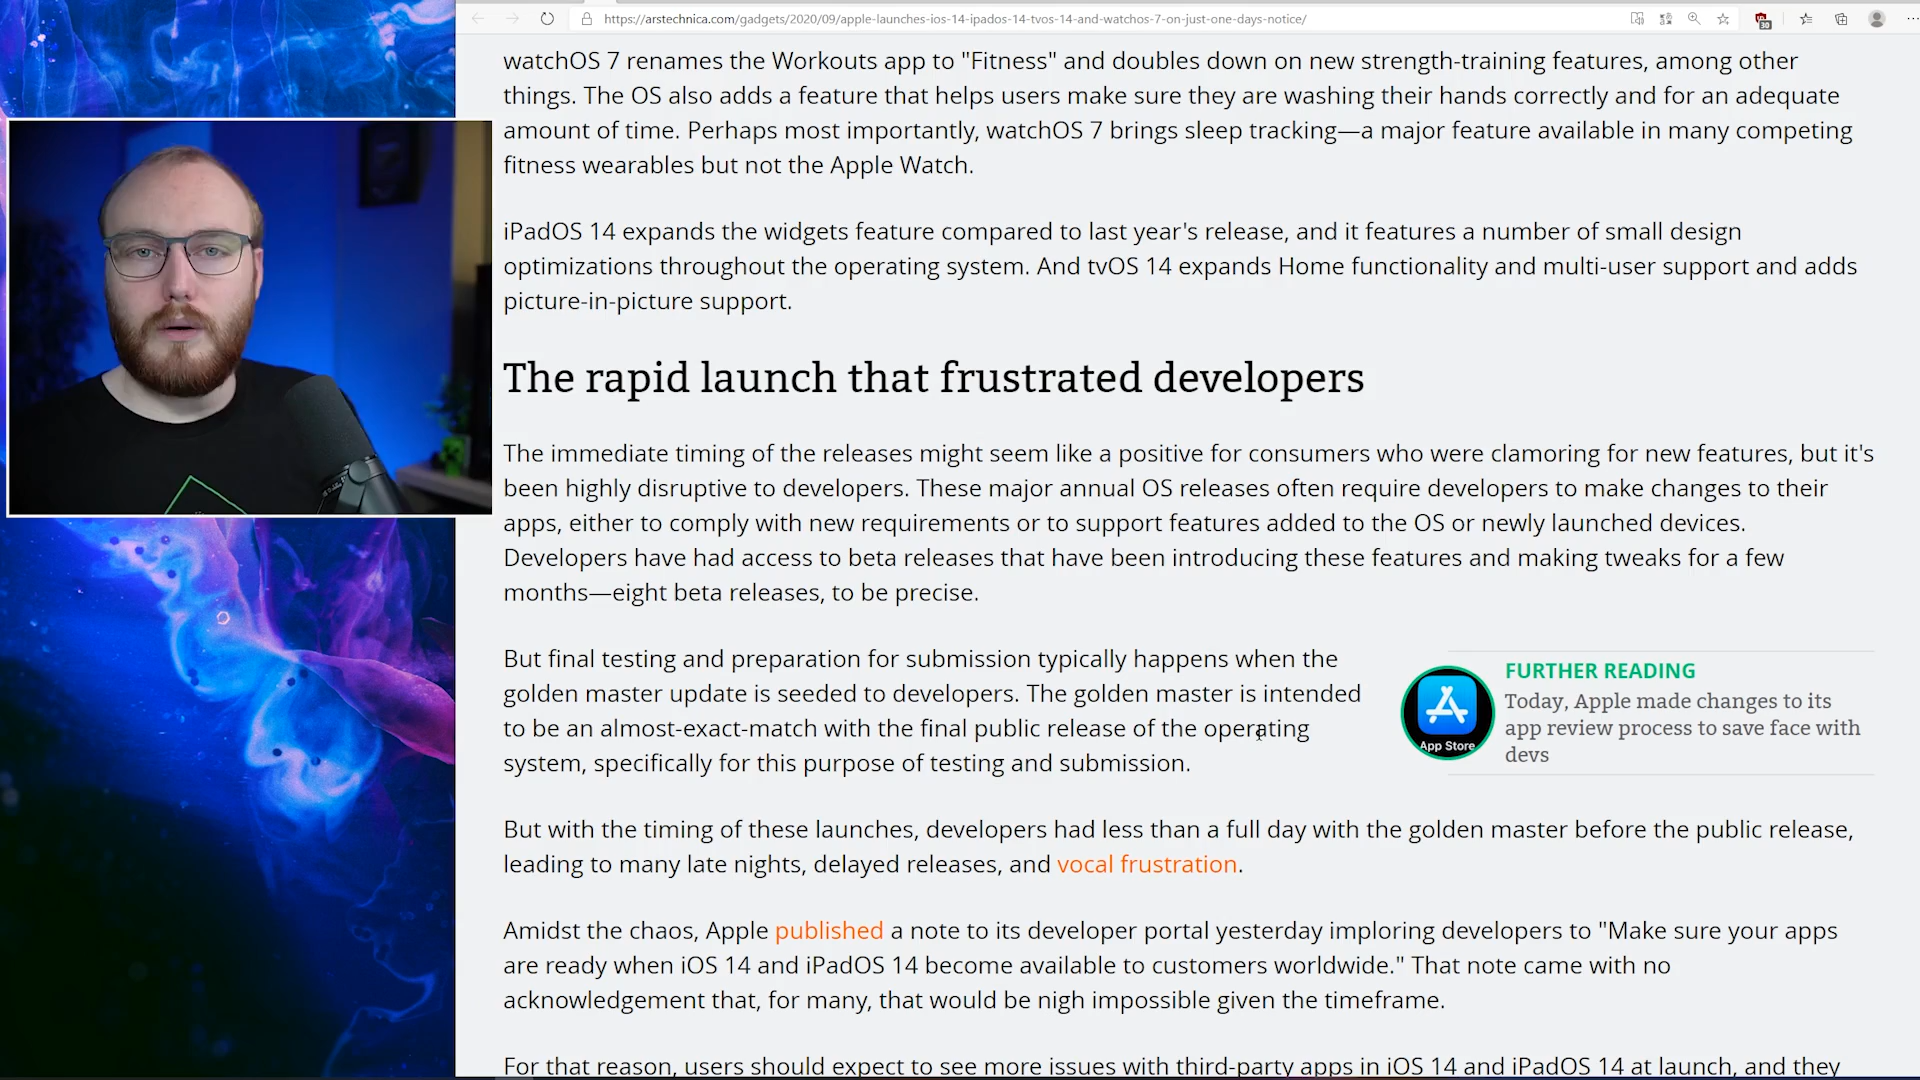 https://arstechnica.com/gadgets/2020/09/apple-launches-ios-14-ipados-14-tvos-14-and-watchos-7-on-just-one-days-notice/
30
watchOS 7 renames the Workouts app to "Fitness" and doubles down on new strength-training features, among other
things. The OS also adds a feature that helps users make sure they are washing their hands correctly and for an adequate
amount of time. Perhaps most importantly, watchOS 7 brings sleep tracking—a major feature available in many competing
fitness wearables but not the Apple Watch.
iPadOS 14 expands the widgets feature compared to last year's release, and it features a number of small design
optimizations throughout the operating system. And tvOS 14 expands Home functionality and multi-user support and adds
picture-in-picture support.
The rapid launch that frustrated developers
The immediate timing of the releases might seem like a positive for consumers who were clamoring for new features, but it's
been highly disruptive to developers. These major annual OS releases often require developers to make changes to their
apps, either to comply with new requirements or to support features added to the OS or newly launched devices.
Developers have had access to beta releases that have been introducing these features and making tweaks for a few
months—eight beta releases, to be precise.
But final testing and preparation for submission typically happens when the
golden master update is seeded to developers. The golden master is intended
to be an almost-exact-match with the final public release of the operating
system, specifically for this purpose of testing and submission.
App Store
FURTHER READING
Today, Apple made changes to its
app review process to save face with
devs
But with the timing of these launches, developers had less than a full day with the golden master before the public release,
leading to many late nights, delayed releases, and vocal frustration.
Amidst the chaos, Apple published a note to its developer portal yesterday imploring developers to "Make sure your apps
are ready when iOS 14 and iPadOS 14 become available to customers worldwide." That note came with no
acknowledgement that, for many, that would be nigh impossible given the timeframe.
For that reason, users should expect to see more issues with third-party apps in iOS 14 and iPadOS 14 at launch, and they